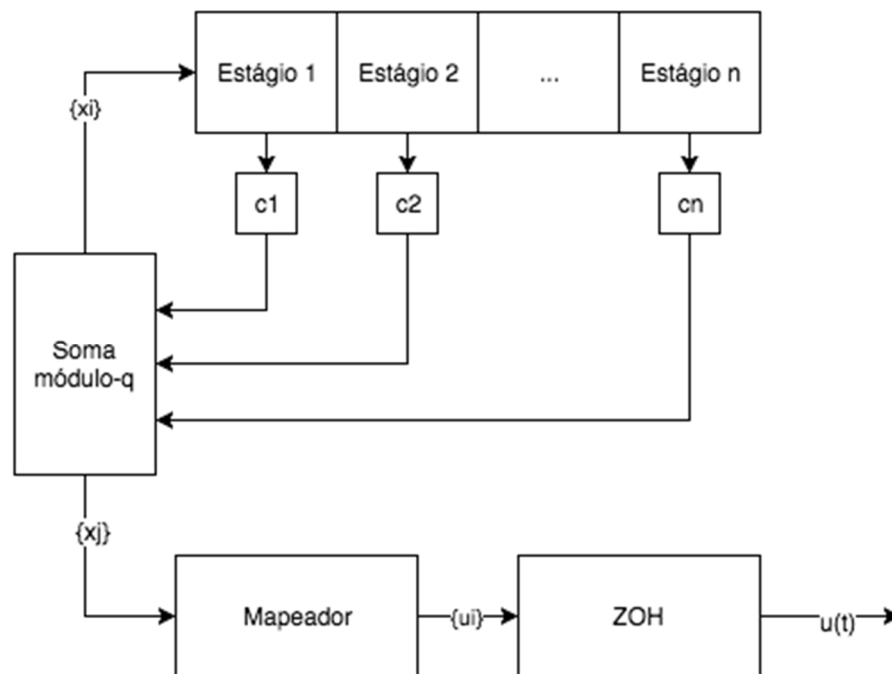 Estágio 1
Estágio 2
...
Estágio n
{xi}
c1
c2
cn
Soma
módulo-q
{xj}
Mapeador
{ui}
ZOH
u(t)